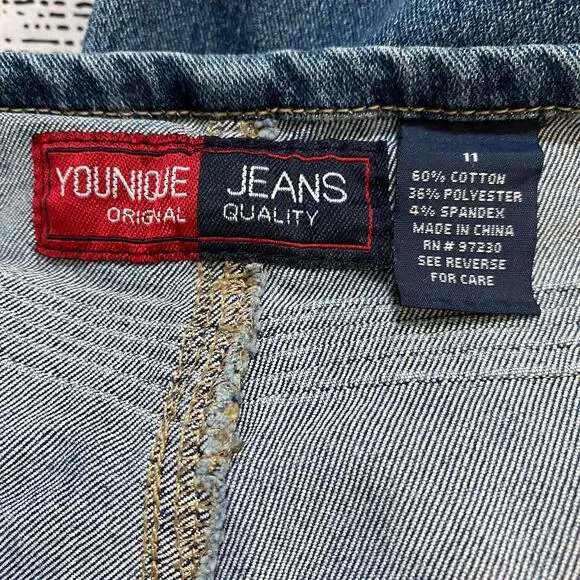 YOUNIQUE JEANS
ORIGINAL QUALITY
11
60% COTTON
36% POLYESTER
4% SPANDEX
MADE IN CHINA
RN # 97230
SEE REVERSE
FOR CARE